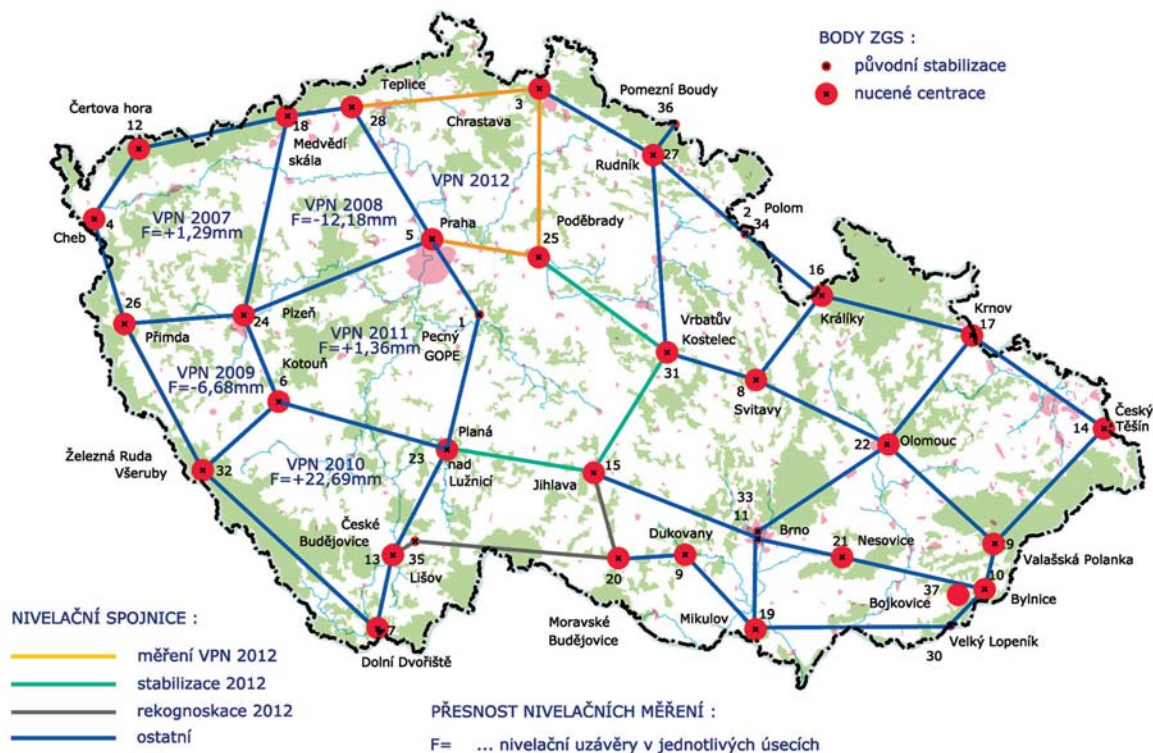 BODY ZGS :
původní stabilizace
nucené centrace
Teplice
28
3
Chrastava
Pomezní Boudy
36
Čertova hora
12
18
Medvědí
skála
Rudník
27
VPN 2012
VPN 2007
F=+1,29mm
VPN 2008
F=-12,18mm
4
Cheb
Praha
5
Poděbrady
25
2
Polom
34
16
Králíky
Krnov
17
26
Přimda
24
Plzeň
1
Pecný
GOPE
VPN 2011
F=+1,36mm
Vrbatův
Kostelec
31
VPN 2009
F=-6,68mm
Kotouň
6
8
Svitavy
Český
Těšín
14
22
Olomouc
Železná Ruda
Všeruby
32
VPN 2010
F=+22,69mm
23
Planá
nad
Lužnicí
15
Jihlava
33
11
Brno
České
Budějovice
13
35
Lišov
Dukovany
9
20
21
Nesovice
29
Valašská Polanka
10
Bylnice
37
Bojkovice
Moravské
Budějovice
Mikulov
19
Velký Lopeník
30
7
Dolní Dvořiště
NIVELAČNÍ SPOJNICE :
měření VPN 2012
stabilizace 2012
rekognoskace 2012
ostatní
PŘESNOST NIVELAČNÍCH MĚŘENÍ :
F= ... nivelační uzávěry v jednotlivých úsecích